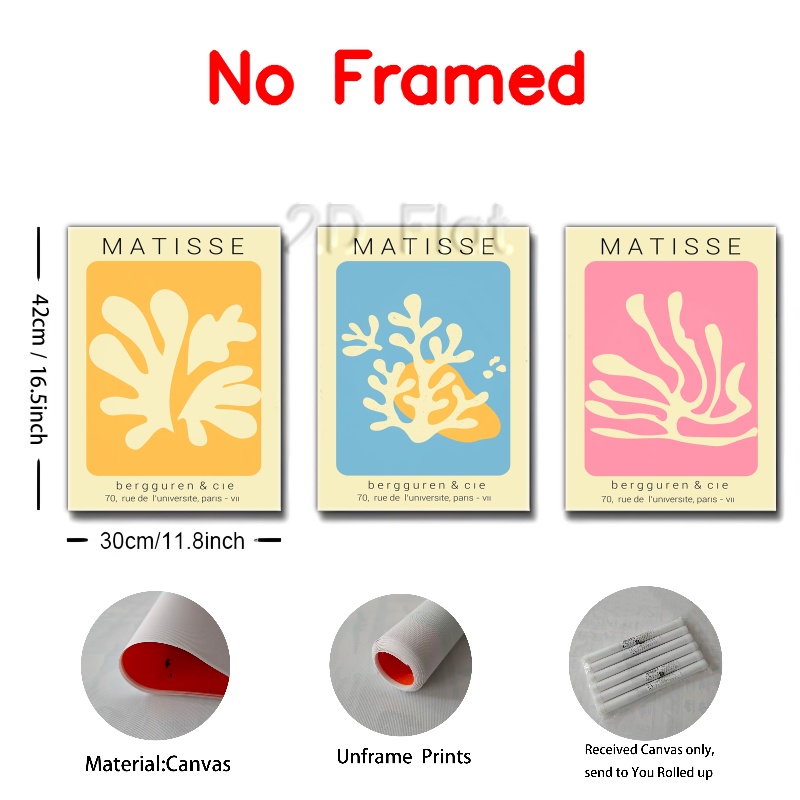 No Framed
2D Flat
MATISSE
MATISSE
MATISSE
42cm / 16.5inch
bergguren & cie
70, rue de l'universite, paris - VII
bergguren & cie
70, rue de l'universite, paris - VII
bergguren & cie
70, rue de l'universite, paris - VII
30cm/11.8inch
Material:Canvas
Unframe Prints
Received Canvas only,
send to You Rolled up